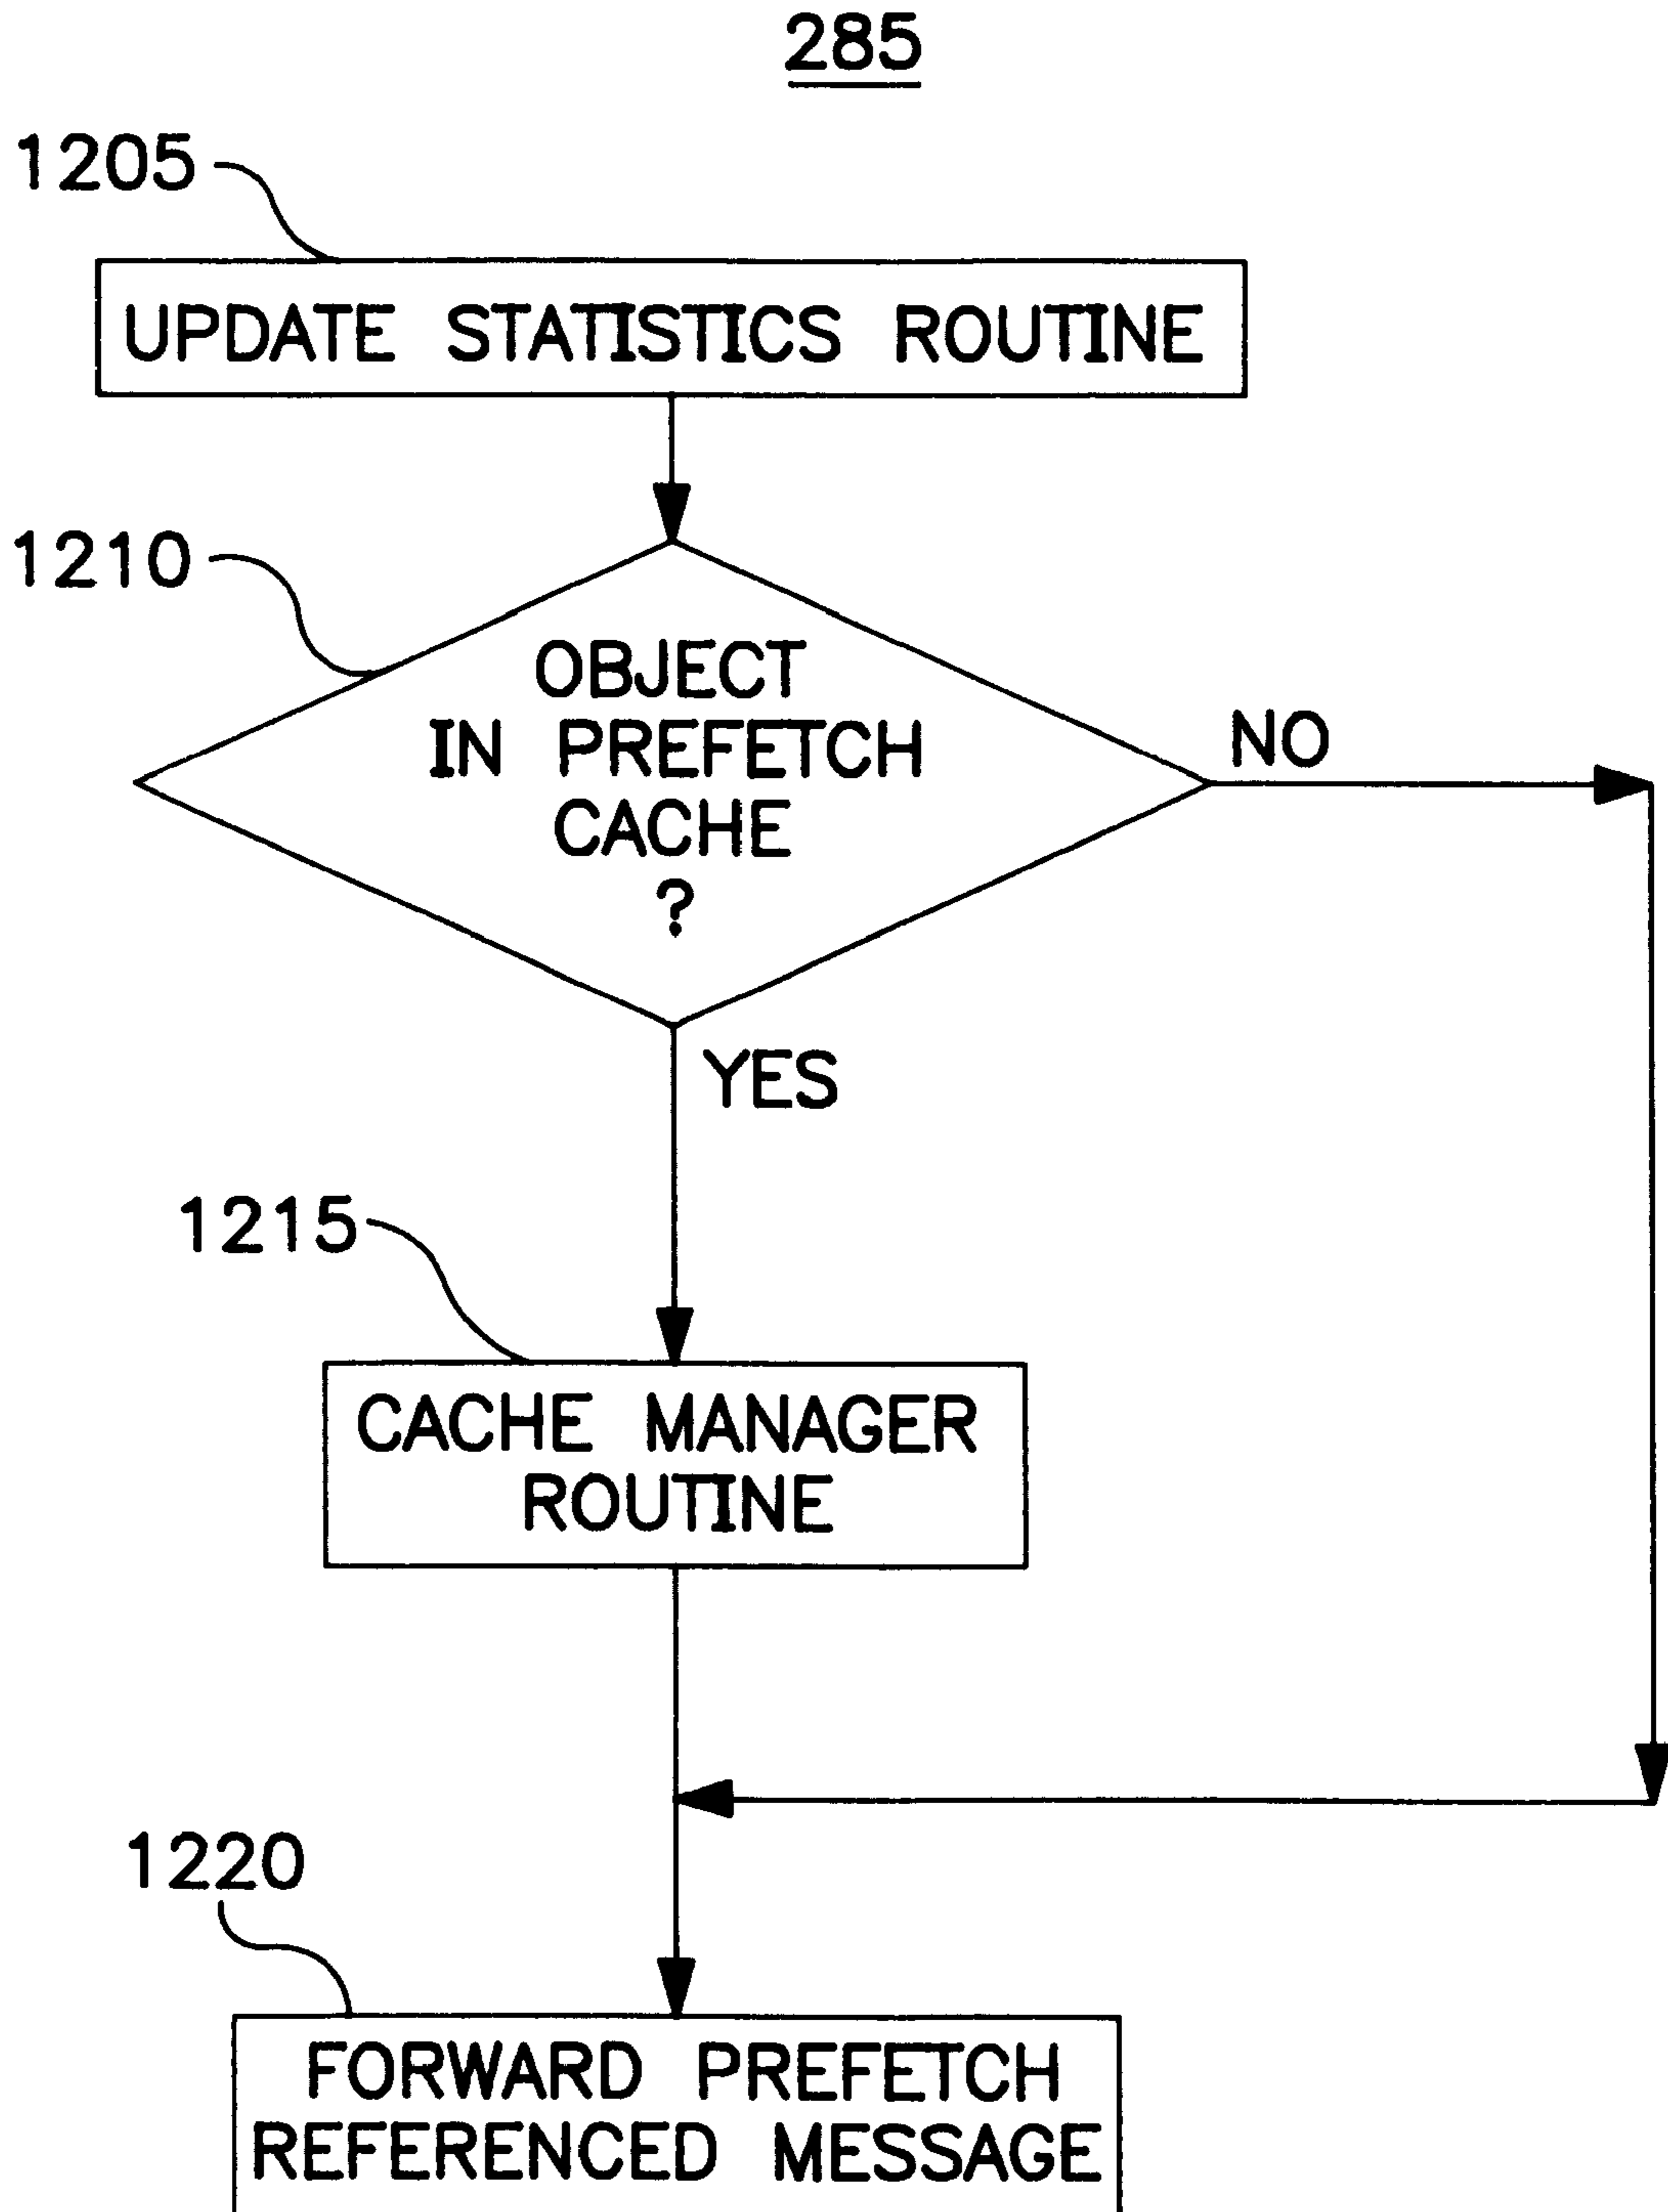 285
1205
UPDATE STATISTICS ROUTINE
1210
OBJECT
IN PREFETCH
CACHE
?
NO
YES
1215
CACHE MANAGER
ROUTINE
1220
FORWARD PREFETCH
REFERENCED MESSAGE